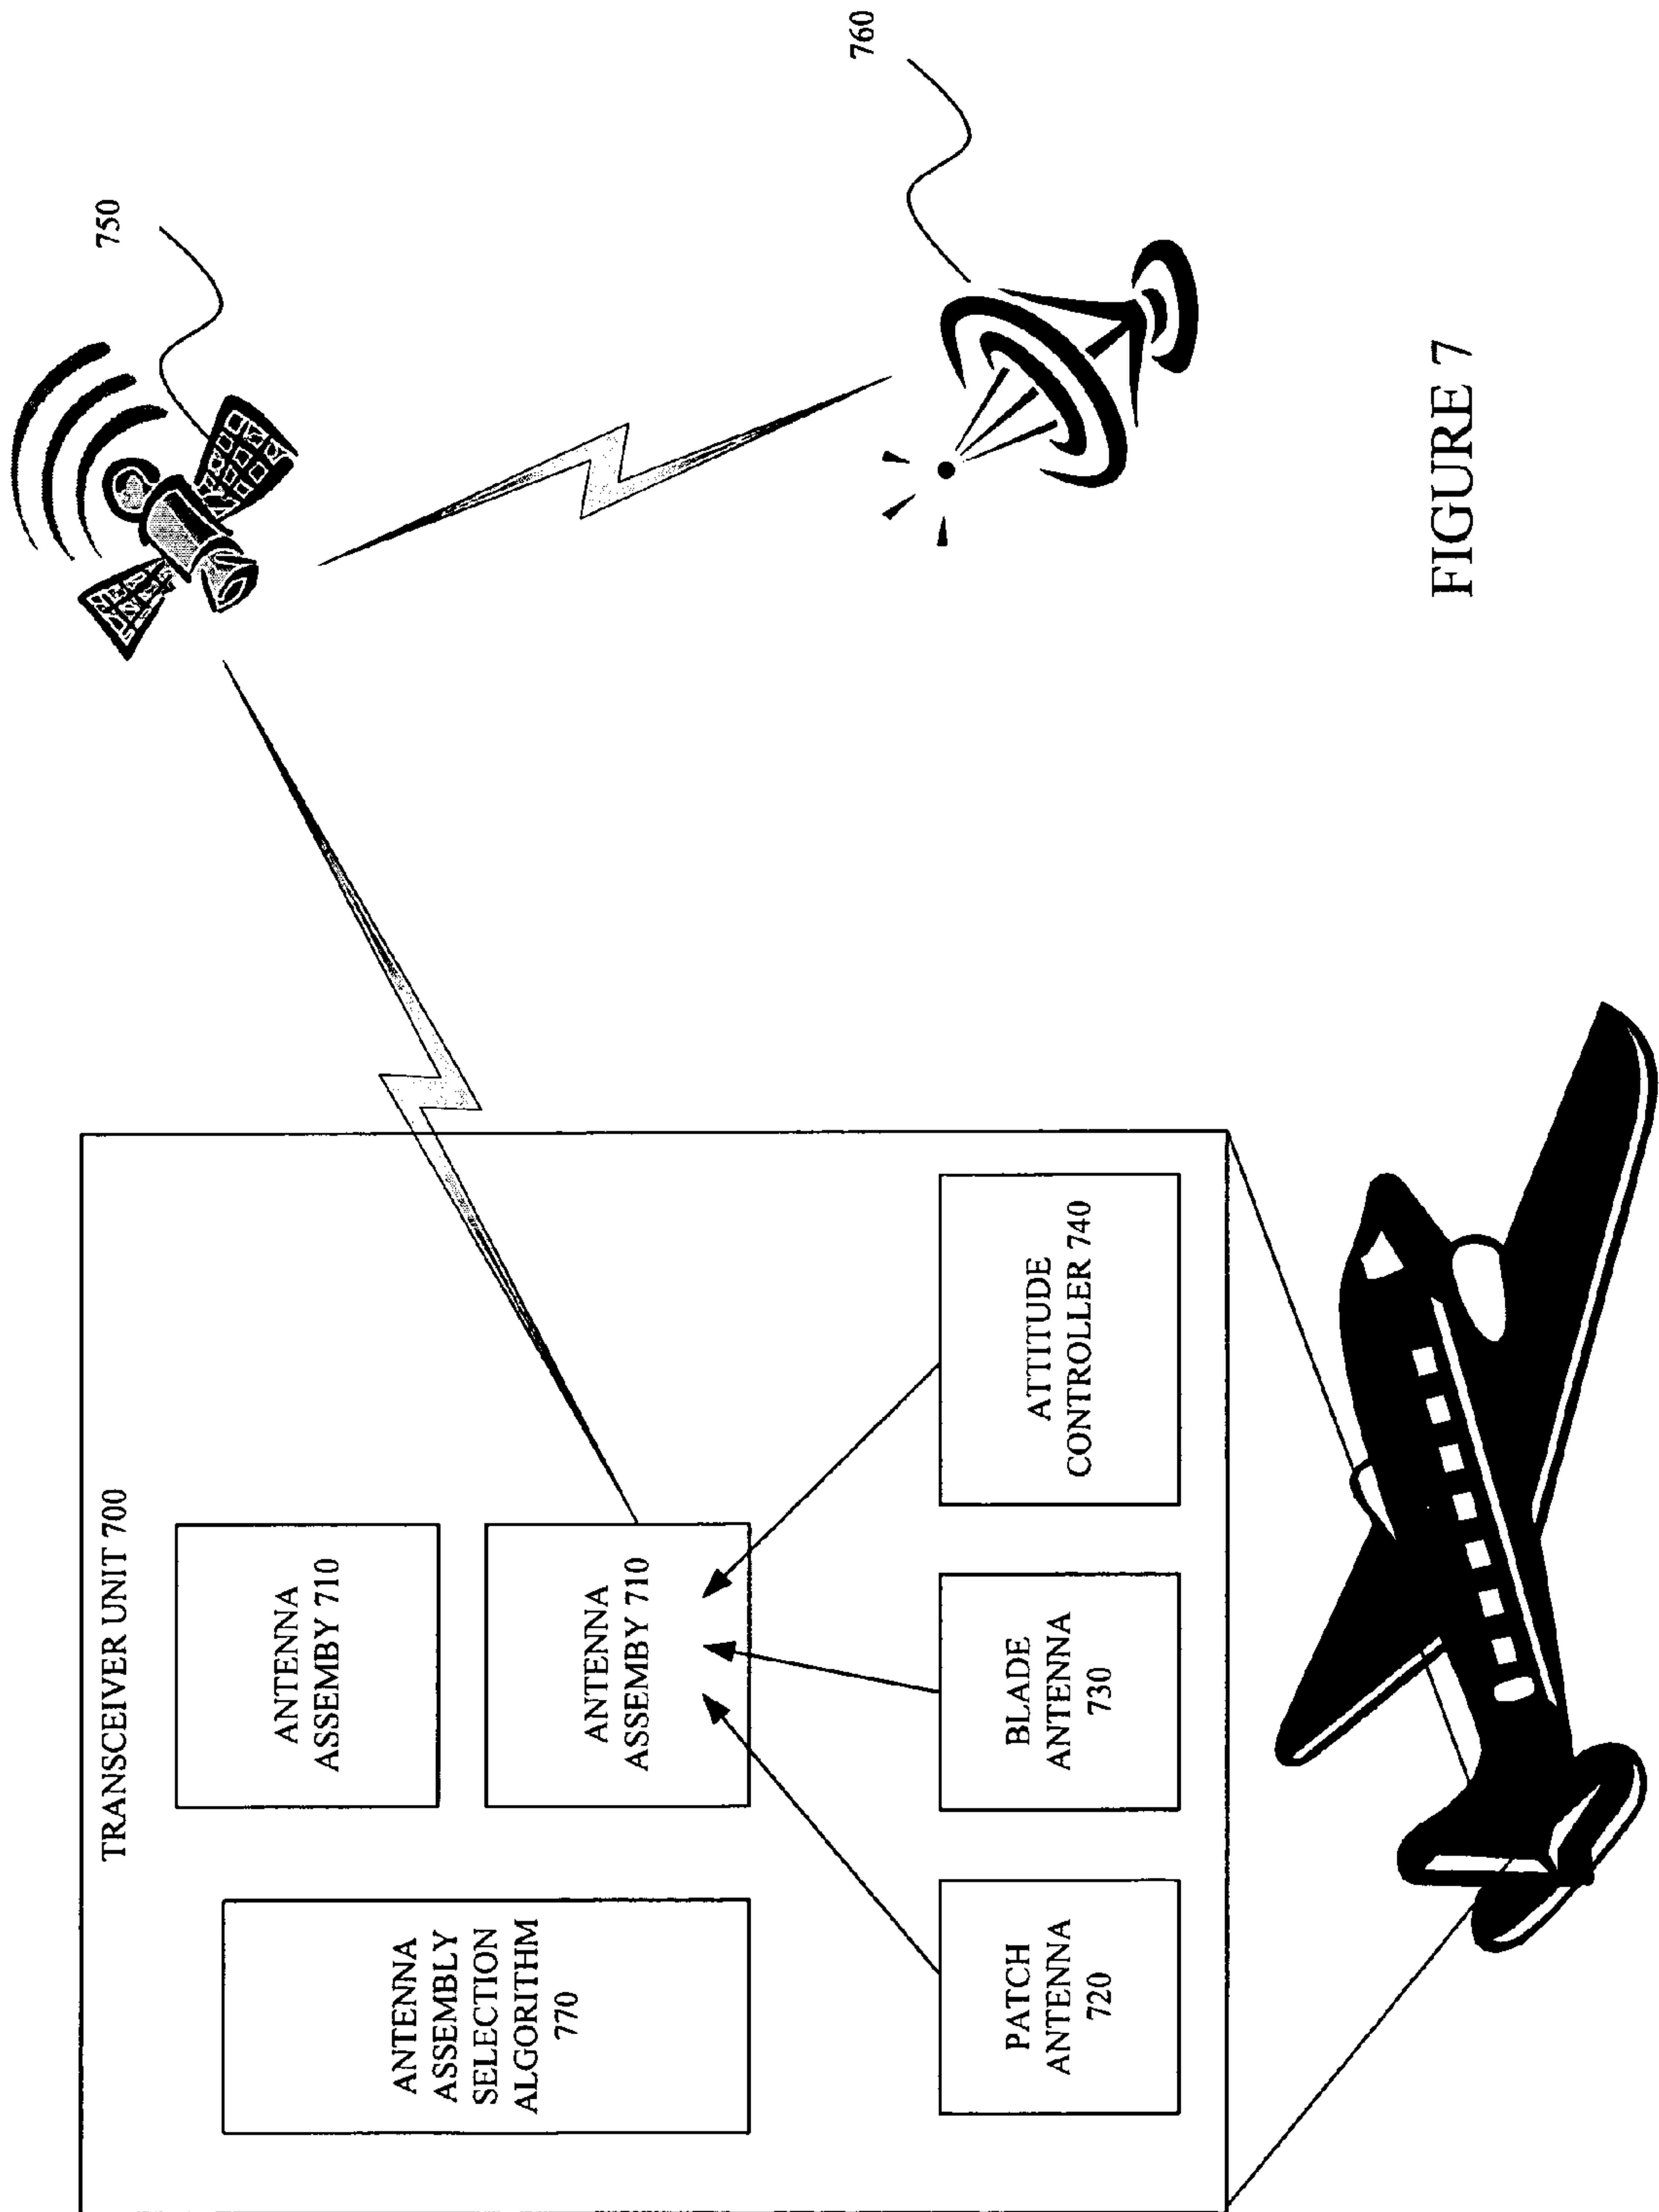 TRANSCEIVER UNIT 700
ANTENNA
ASSEMBLY
SELECTION
ALGORITHM
770
ANTENNA
ASSEMBY 710
ANTENNA
ASSEMBY 710
PATCH
ANTENNA
720
BLADE
ANTENNA
730
ATTITUDE
CONTROLLER 740
750
760
FIGURE 7